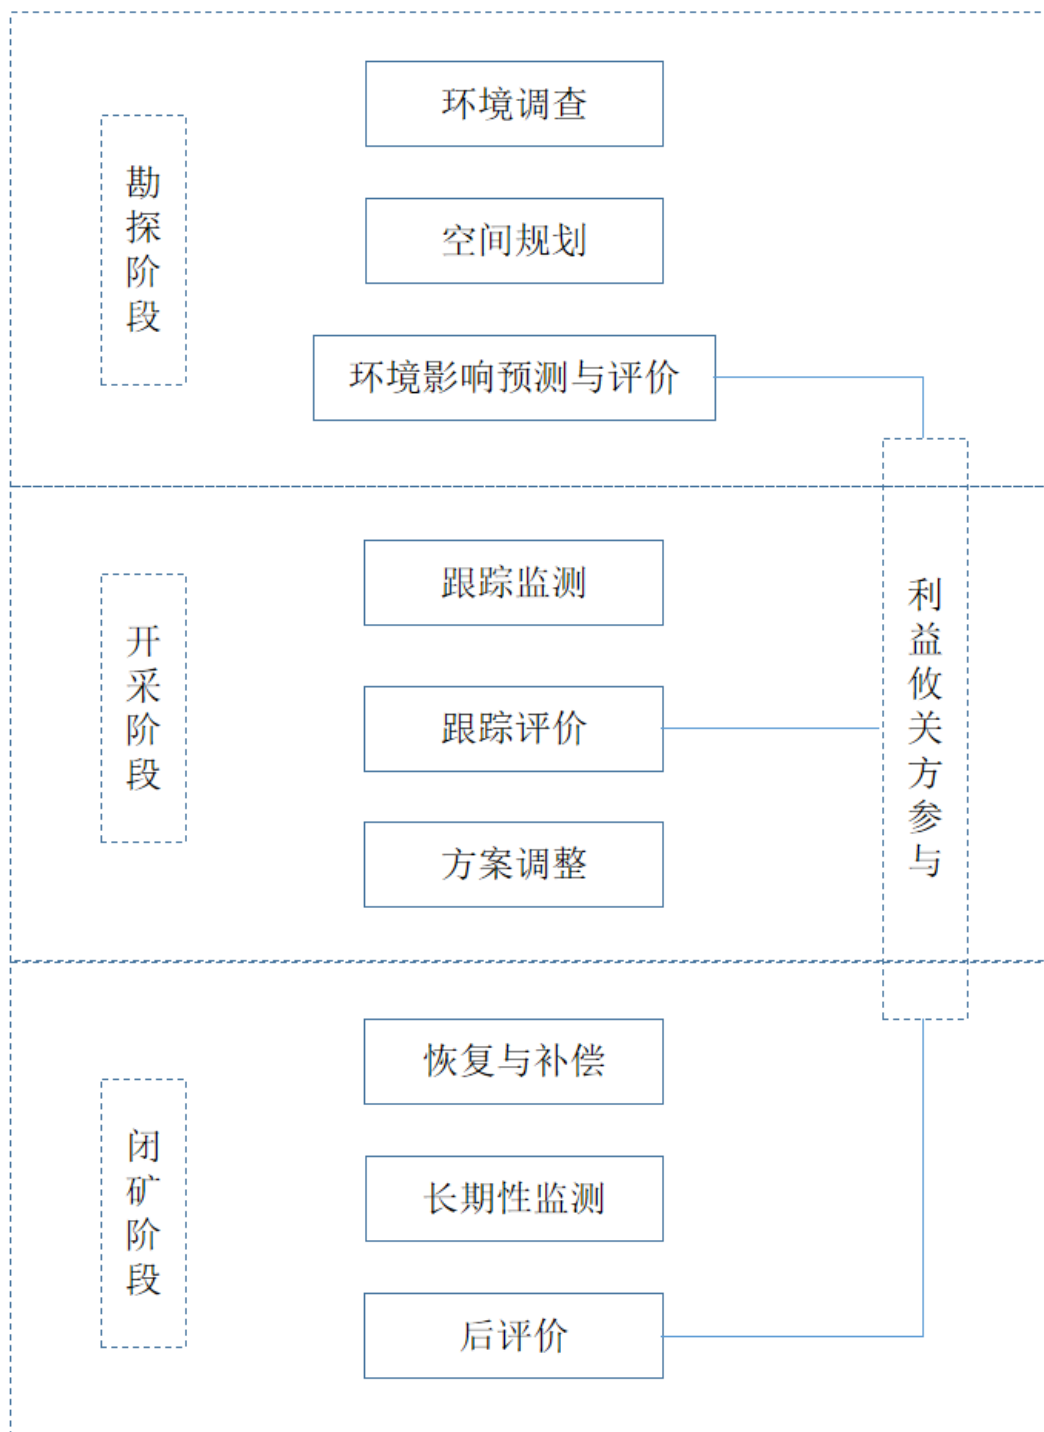 勘探阶段
环境调查
空间规划
环境影响预测与评价
开采阶段
跟踪监测
跟踪评价
方案调整
利益攸关方参与
闭矿阶段
恢复与补偿
长期性监测
后评价